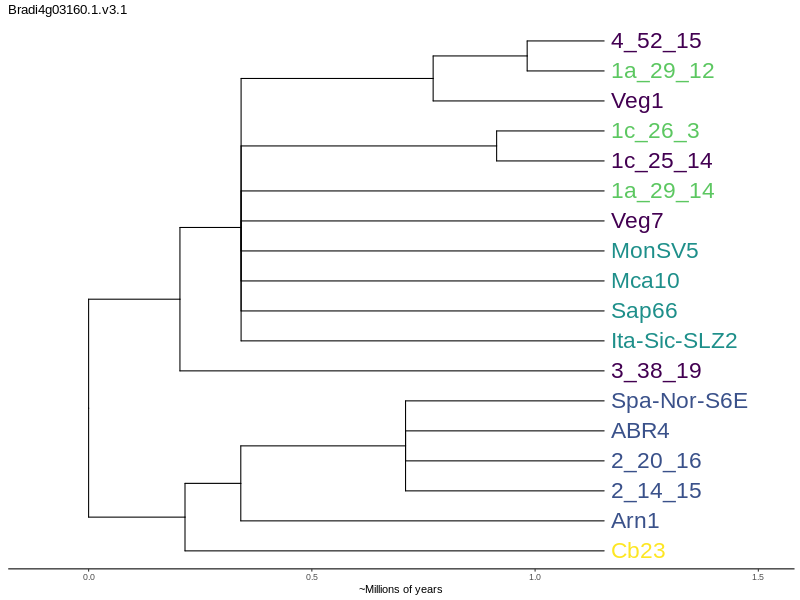 Bradi4g03160.1.v3.1
4_52_15
1a_29_12
Veg1
1c_26_3
1c_25_14
1a_29_14
Veg7
MonSV5
Mca10
Sap66
Ita-Sic-SLZ2
3_38_19
Spa-Nor-S6E
ABR4
2_20_16
2_14_15
Arn1
Cb23
0.0 0.5 1.0 1.5
~Millions of years